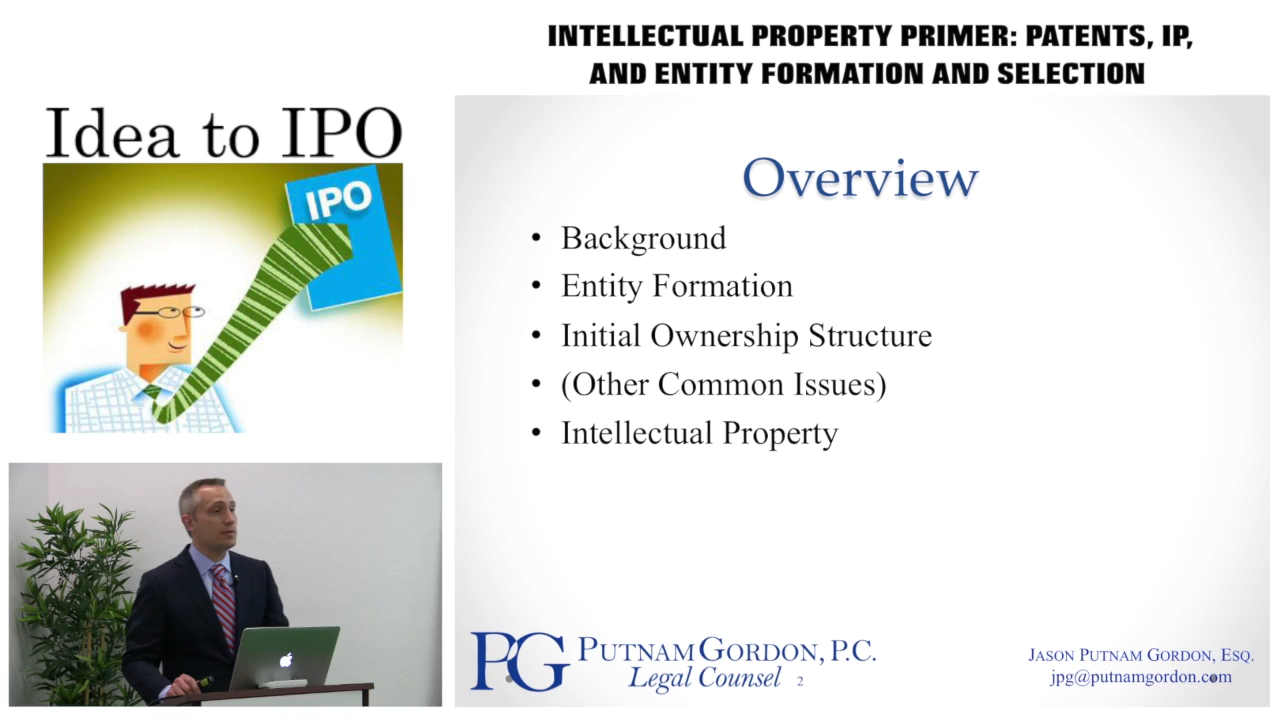 INTELLECTUAL PROPERTY PRIMER: PATENTS, IP,
AND ENTITY FORMATION AND SELECTION
Idea to IPO
IPO
Overview
• Background
• Entity Formation
• Initial Ownership Structure
• (Other Common Issues)
• Intellectual Property
PG PUTNAM GORDON, P.C.
Legal Counsel 2
JASON PUTNAM GORDON, ESQ.
jpg@putnamgordon.com